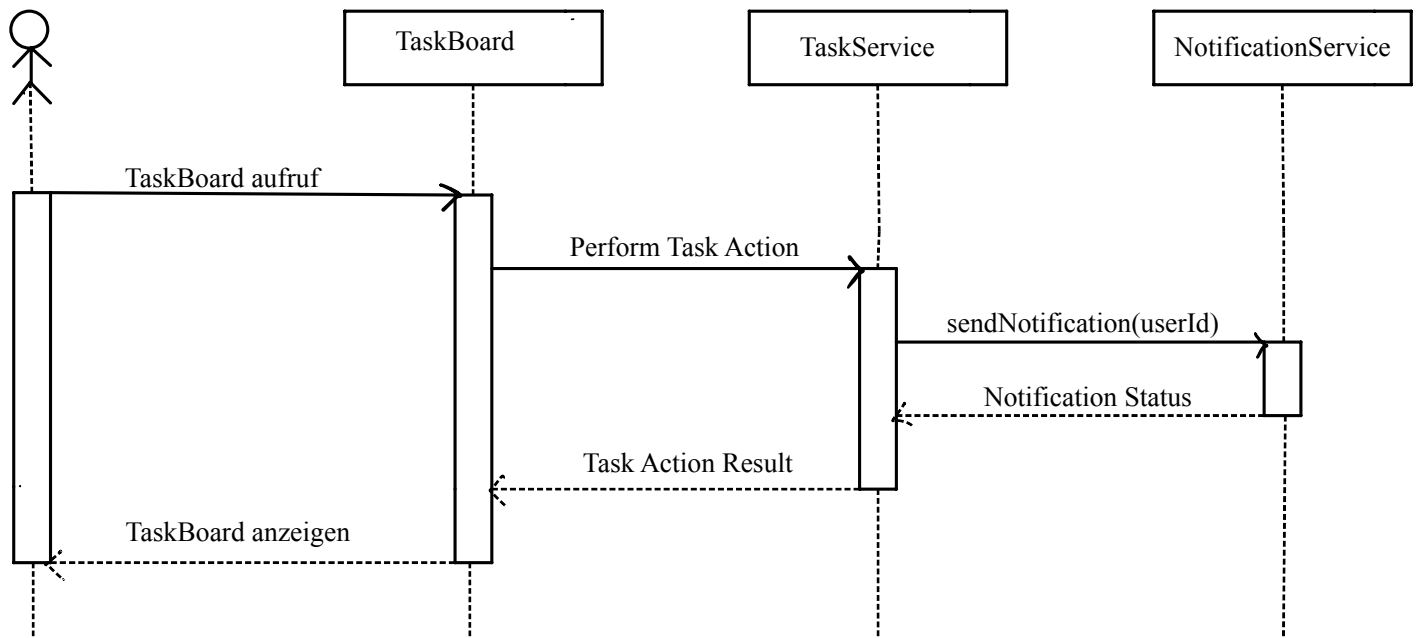 TaskBoard
TaskService
NotificationService
TaskBoard aufruf
Perform Task Action
sendNotification(userId)
Notification Status
Task Action Result
TaskBoard anzeigen